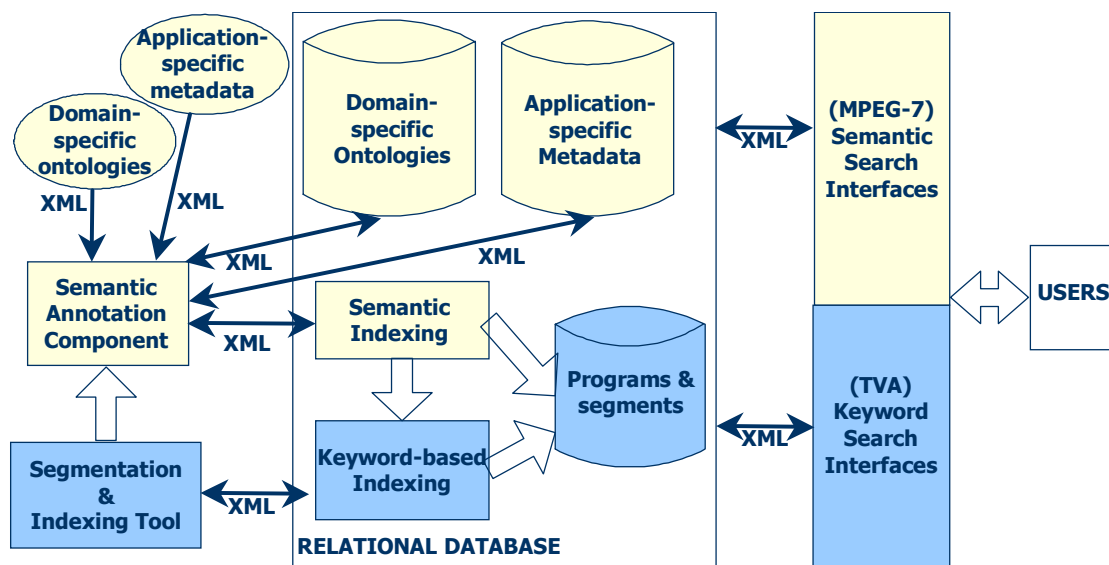 Application-
specific
metadata
Domain-
specific
ontologies
XML
XML
Domain-
specific
Ontologies
Application-
specific
Metadata
XML
(MPEG-7)
Semantic
Search
Interfaces
XML
XML
Semantic
Annotation
Component
XML
Semantic
Indexing
USERS
Programs &
segments
(TVA)
Keyword
Search
Interfaces
XML
Segmentation
&
Indexing Tool
XML
Keyword-based
Indexing
RELATIONAL DATABASE